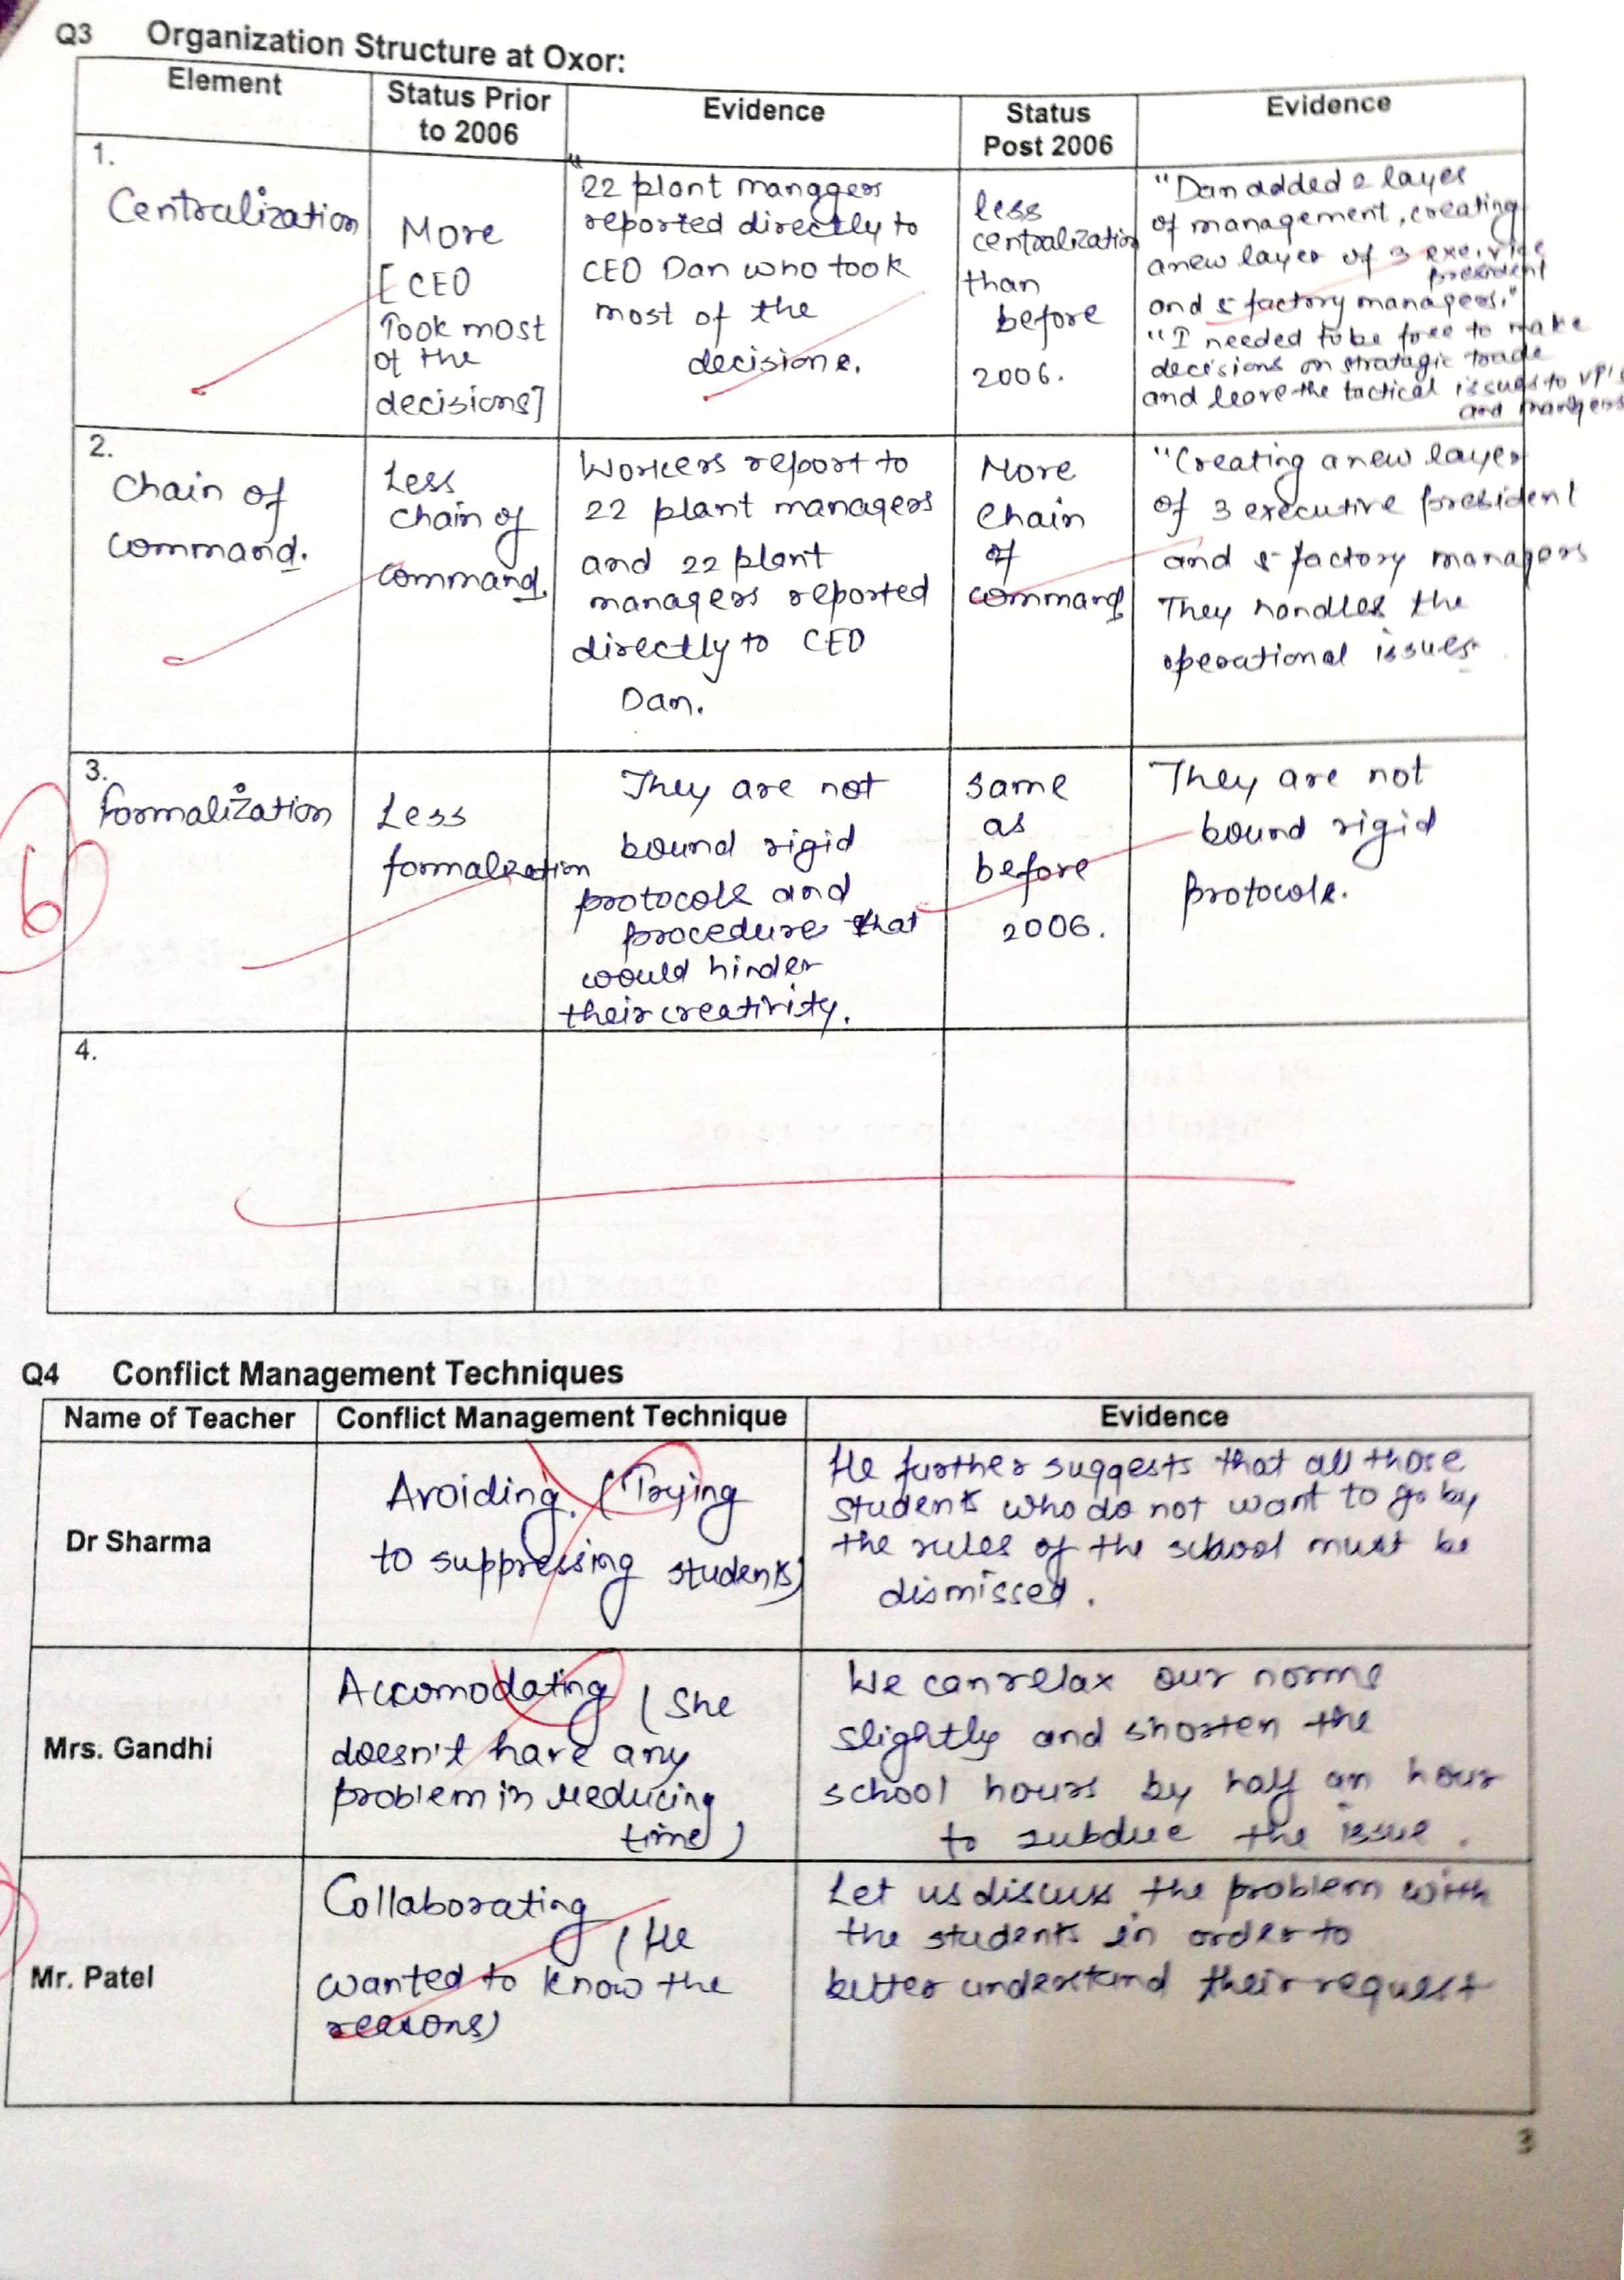 Q3 Organization Structure at Oxor:
Element
Status Prior
to 2006
Evidence
Status
Post 2006
Evidence
1.
Centralization
More
[CEO
Took most
of the
decisions]
"22 plant managers
reported directly to
CEO Dan who took
most of the
decisions.
less
centralization
than
before
2006.
"Dan added 2 layer
of management, creating
a new layer of 3 exe. vice
president
and 5 factory managers."
"I needed to be free to make
decisions on stratagic trade
and leave the tactical issues to VP's
and mangers
2.
Chain of
Command.
Less
chain of
command.
Workers report to
22 plant managers
and 22 plant
managers reported
directly to CEO
Dan.
More
Chain
of
command
"Creating a new layer
of 3 executive president
and 5 factory managers
They handles the
operational issues.
3.
formalization
Less
formalization
They are not
bound rigid
protocols and
procedure that
would hinder
their creativity.
same
as
before
2006.
They are not
bound rigid
protocols.
6
4.
Q4 Conflict Management Techniques
Name of Teacher
Conflict Management Technique
Evidence
Dr Sharma
Avoiding. (Trying
to suppressing students)
He further suggests that all those
students who do not want to go by
the rules of the school must be
dismissed.
Mrs. Gandhi
Accomodating (She
doesn't have any
problem in reducing
time)
We can relax our norms
slightly and shorten the
school hours by half an hour
to subdue the issue.
Mr. Patel
Collaborating
(He
wanted to know the
reasons)
Let us discuss the problem with
the students in order to
better understand their request
3